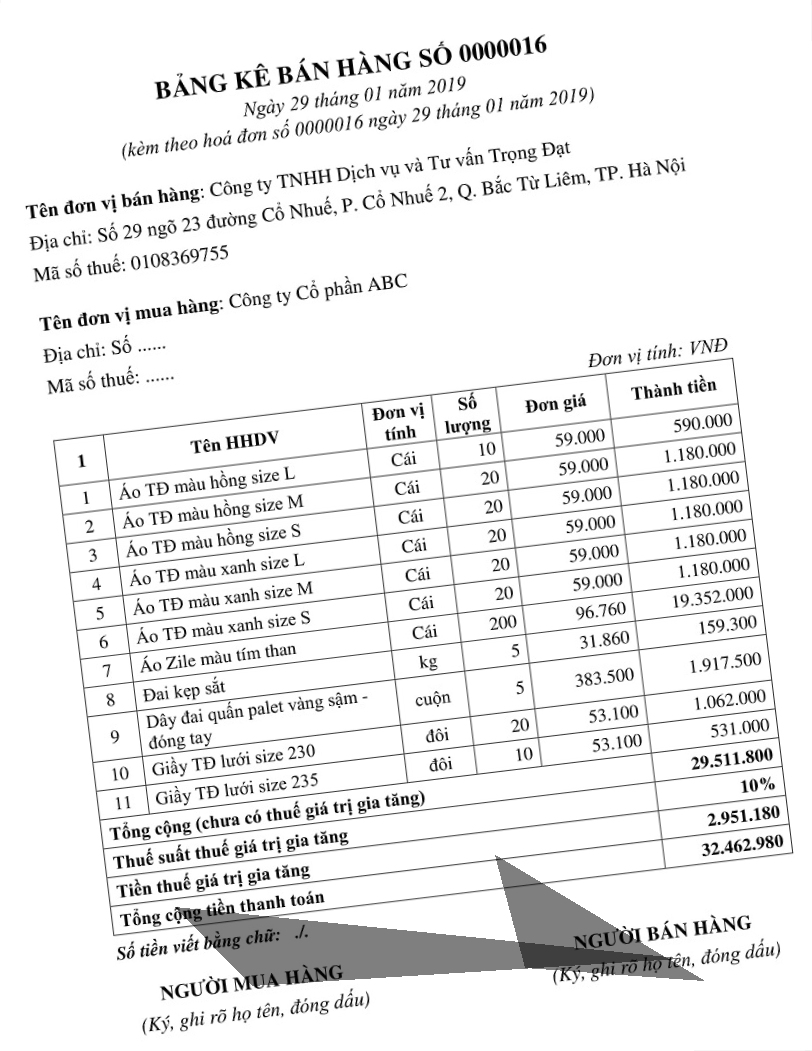 BẢNG KÊ BÁN HÀNG SỐ 0000016
Ngày 29 tháng 01 năm 2019
(kèm theo hoá đơn số 0000016 ngày 29 tháng 01 năm 2019)
Tên đơn vị bán hàng: Công ty TNHH Dịch vụ và Tư vấn Trọng Đạt
Địa chỉ: Số 29 ngõ 23 đường Cổ Nhuế, P. Cổ Nhuế 2, Q. Bắc Từ Liêm, TP. Hà Nội
Mã số thuế: 0108369755
Tên đơn vị mua hàng: Công ty Cổ phần ABC
Địa chỉ: Số ......
Mã số thuế: ......
Đơn vị tính: VNĐ
1 Tên HHDV Đơn vị tính Số lượng Đơn giá Thành tiền
1 Áo TĐ màu hồng size L Cái 10 59.000 590.000
2 Áo TĐ màu hồng size M Cái 20 59.000 1.180.000
3 Áo TĐ màu hồng size S Cái 20 59.000 1.180.000
4 Áo TĐ màu xanh size L Cái 20 59.000 1.180.000
5 Áo TĐ màu xanh size M Cái 20 59.000 1.180.000
6 Áo TĐ màu xanh size S Cái 20 59.000 1.180.000
7 Áo Zile màu tím than Cái 200 96.760 19.352.000
8 Đai kẹp sắt kg 5 31.860 159.300
9 Dây đai quấn palet vàng sậm - đóng tay cuộn 5 383.500 1.917.500
10 Giầy TĐ lưới size 230 đôi 20 53.100 1.062.000
11 Giầy TĐ lưới size 235 đôi 10 53.100 531.000
Tổng cộng (chưa có thuế giá trị gia tăng) 29.511.800
Thuế suất thuế giá trị gia tăng 10%
Tiền thuế giá trị gia tăng 2.951.180
Tổng cộng tiền thanh toán 32.462.980
Số tiền viết bằng chữ: ./.
NGƯỜI MUA HÀNG NGƯỜI BÁN HÀNG
(Ký, ghi rõ họ tên, đóng dấu) (Ký, ghi rõ họ tên, đóng dấu)